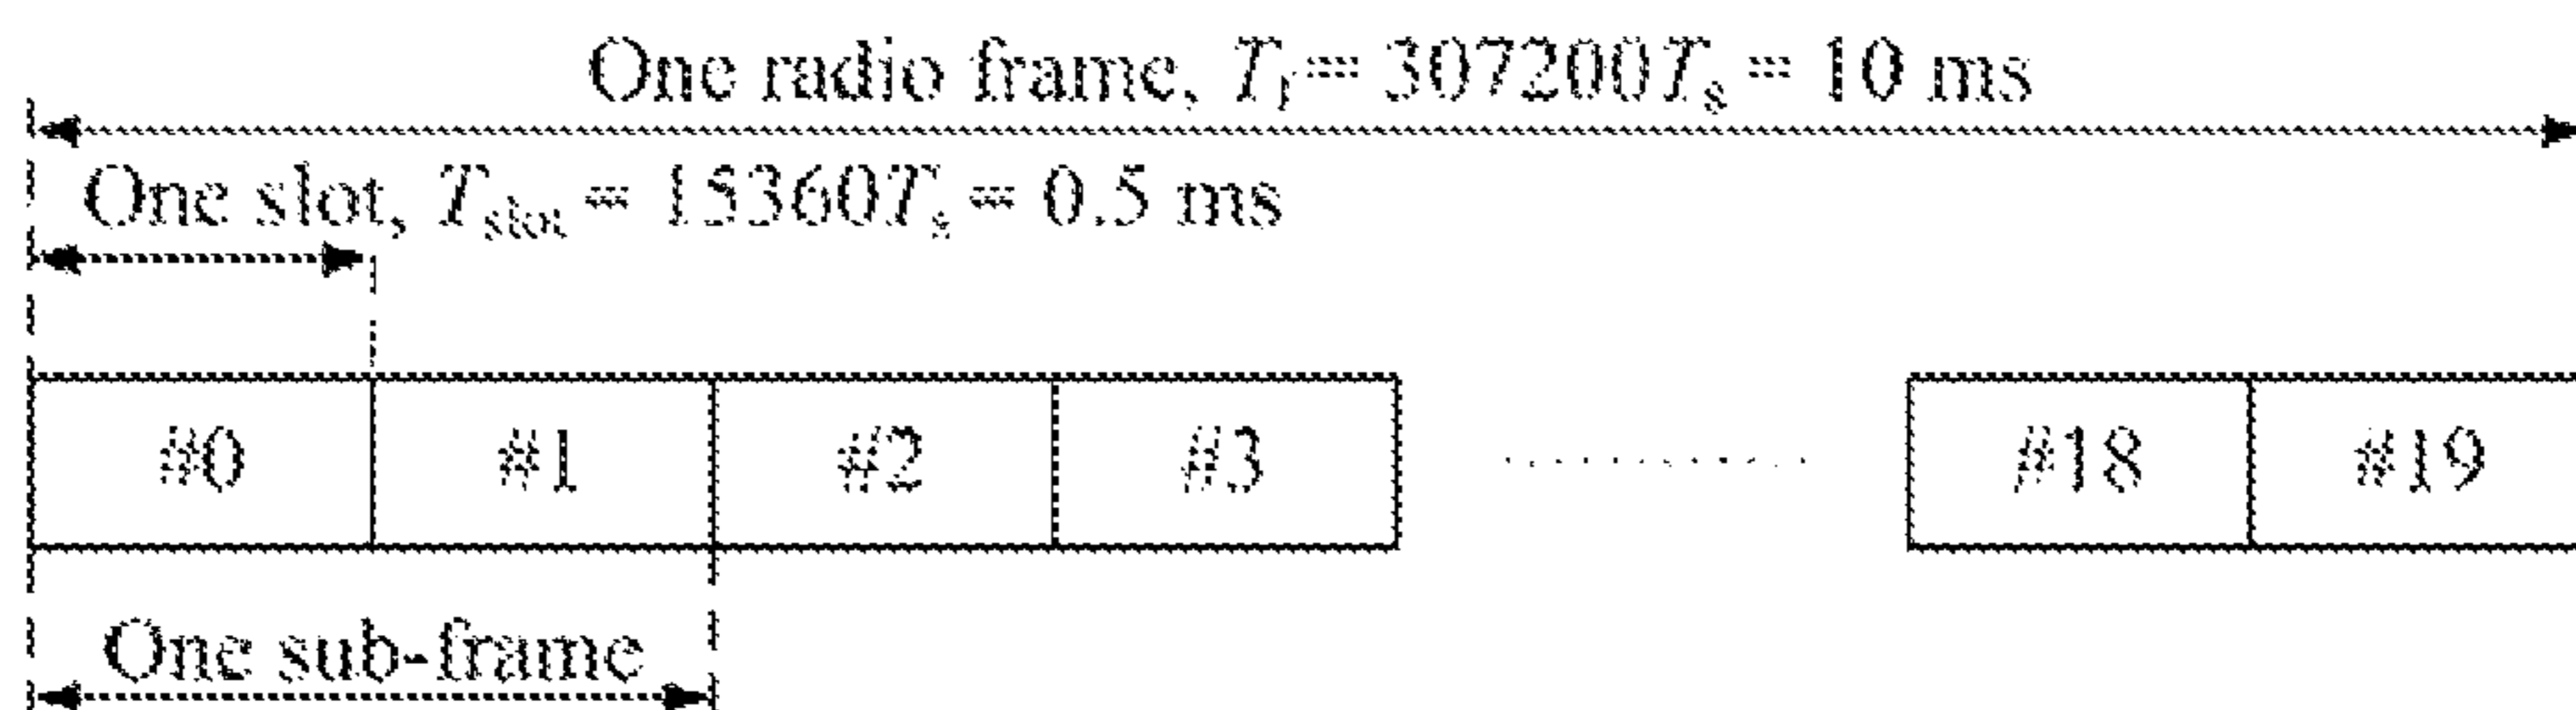 One radio frame, Tf = 307200Ts = 10 ms
One slot, Tslot = 15360Ts = 0.5 ms
#0 #1 #2 #3 ........... #18 #19
One sub-frame